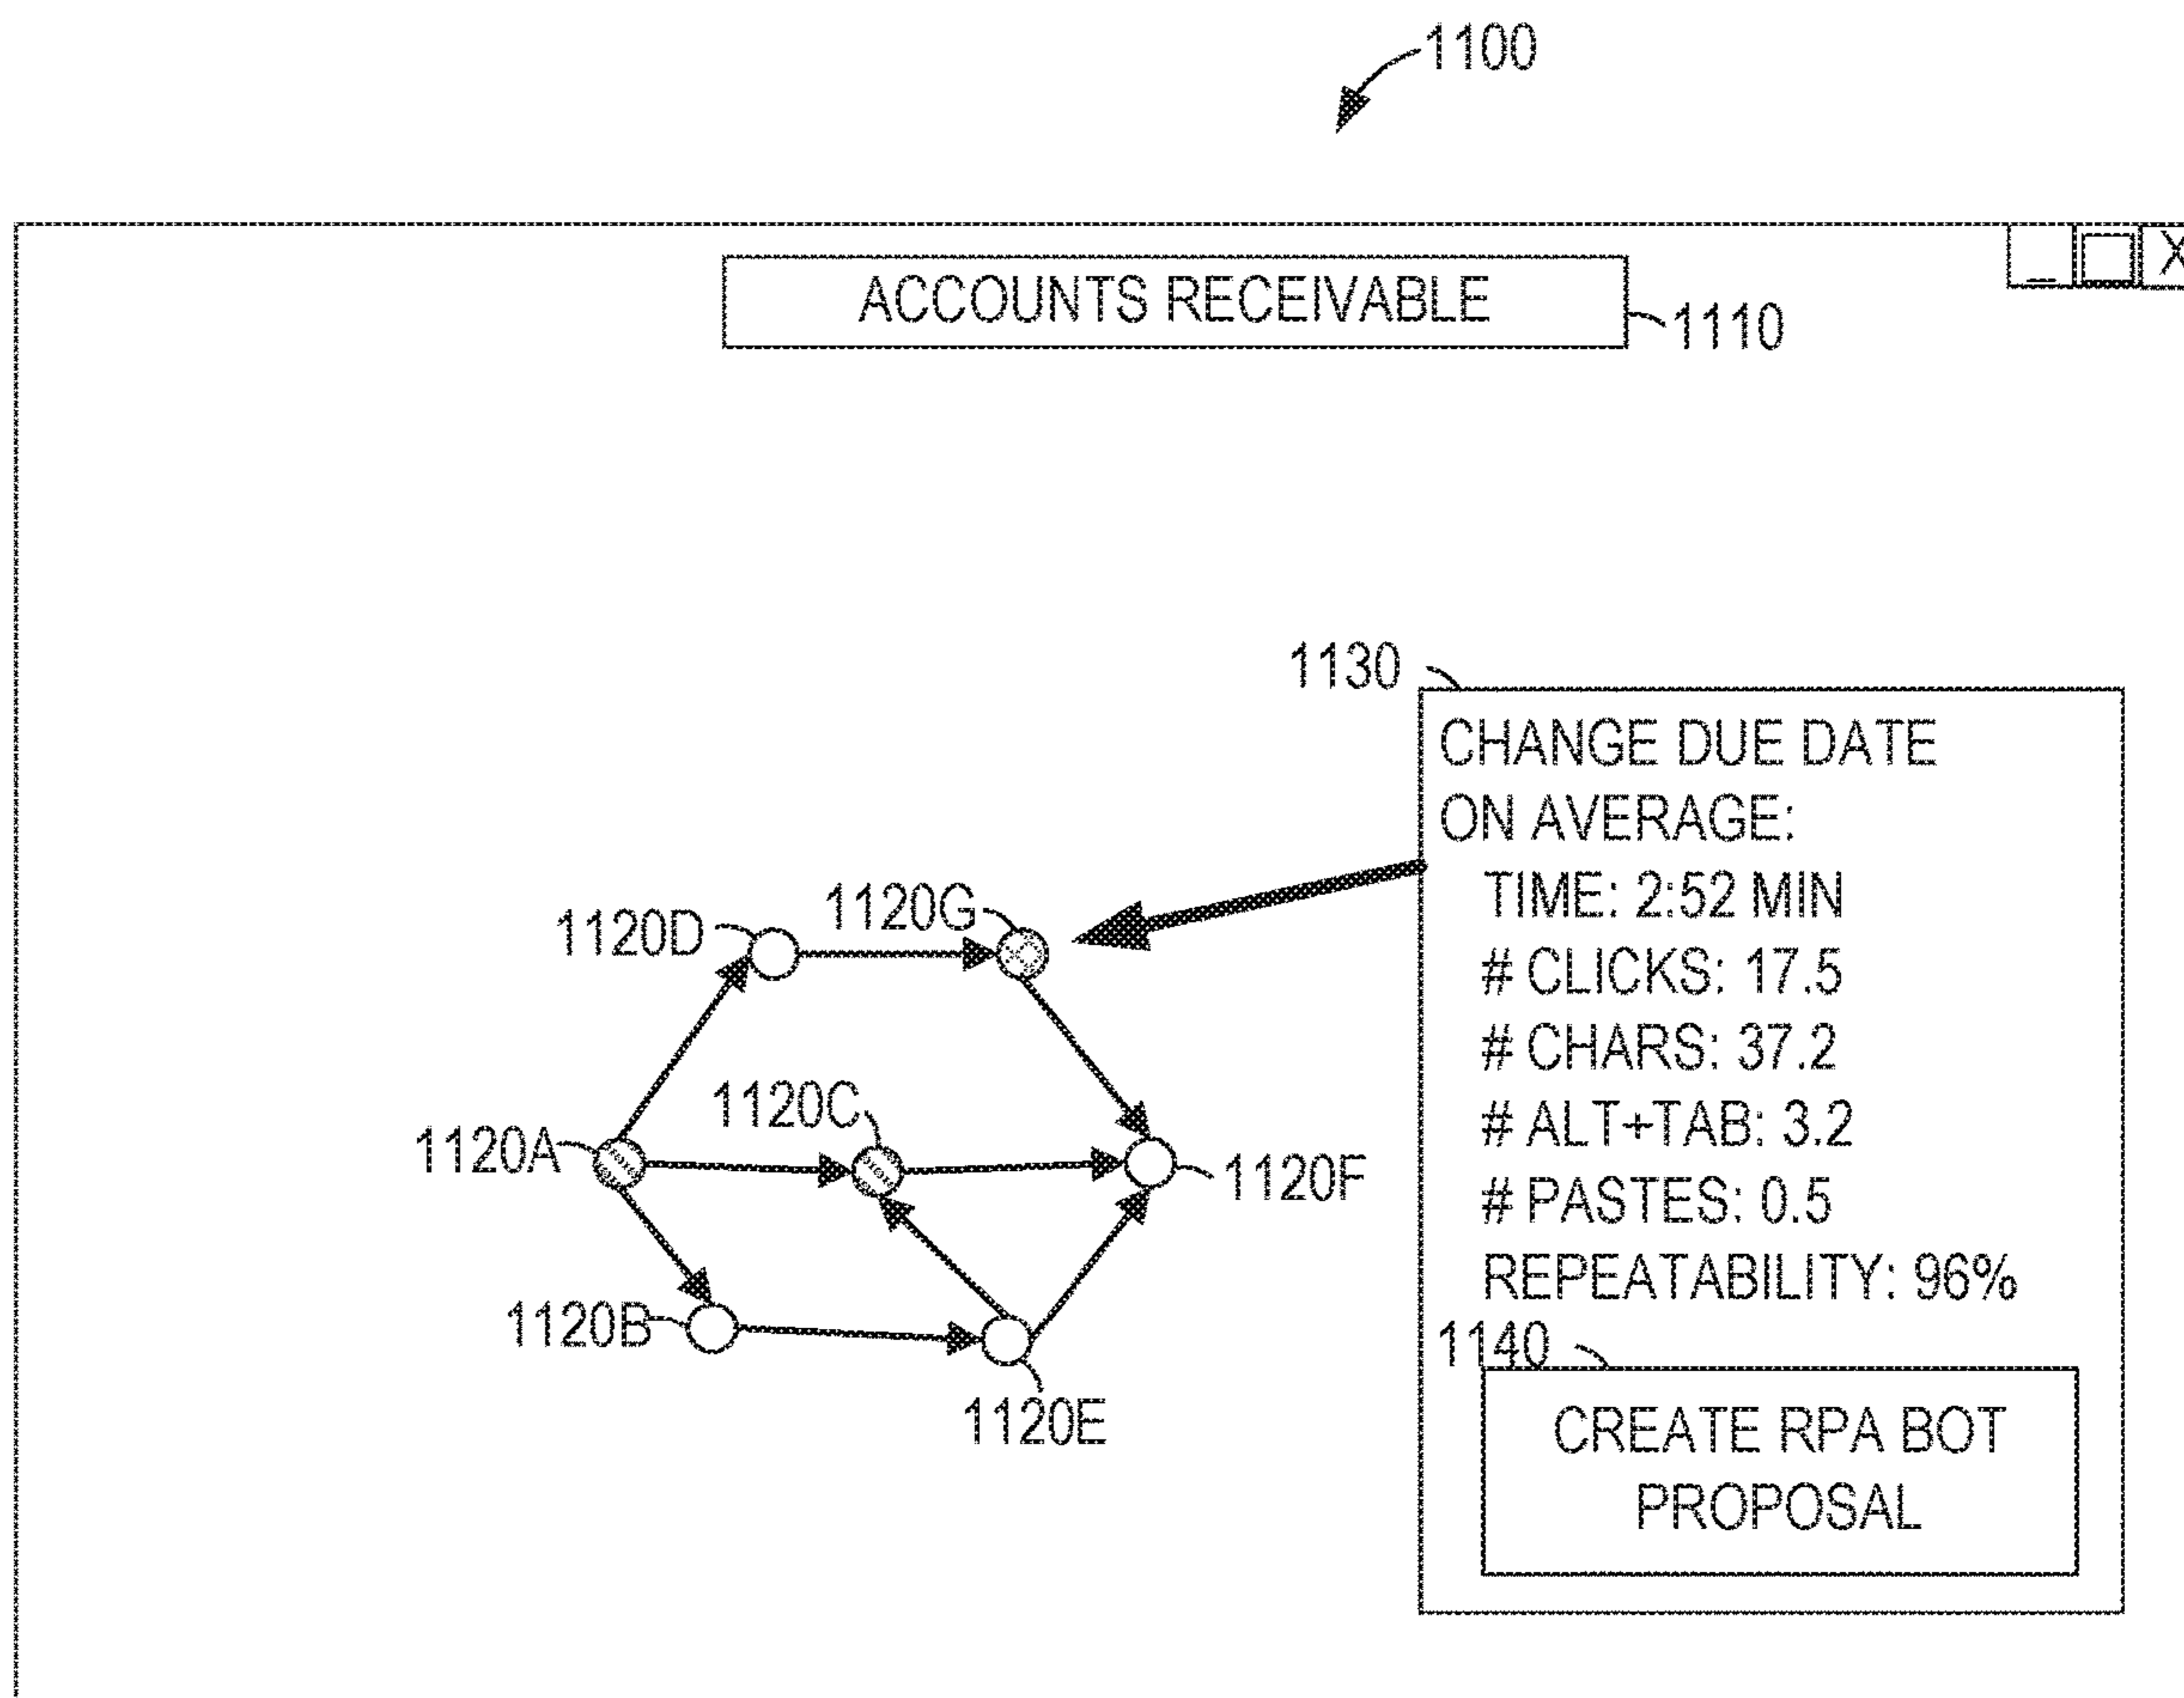 1100
_ X
ACCOUNTS RECEIVABLE
1110
1130
CHANGE DUE DATE
ON AVERAGE:
TIME: 2:52 MIN
# CLICKS: 17.5
# CHARS: 37.2
# ALT+TAB: 3.2
# PASTES: 0.5
REPEATABILITY: 96%
1140
CREATE RPA BOT
PROPOSAL
1120G
1120D
1120C
1120A
1120F
1120B
1120E